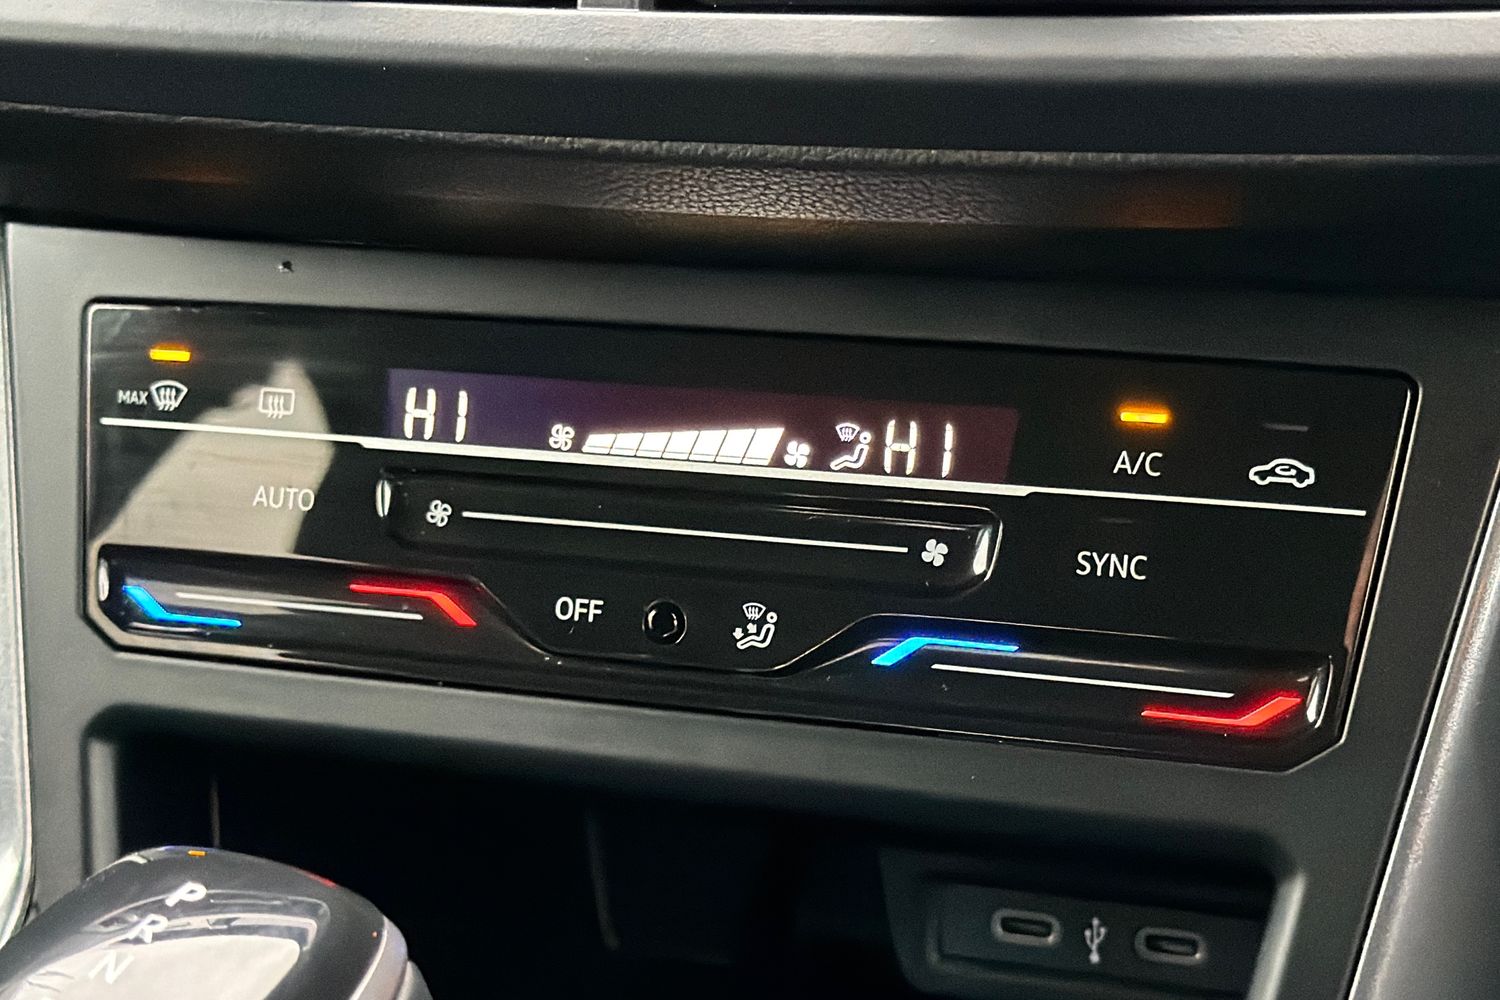 MAX
HI HI
A/C
AUTO
SYNC
OFF
P
R
N